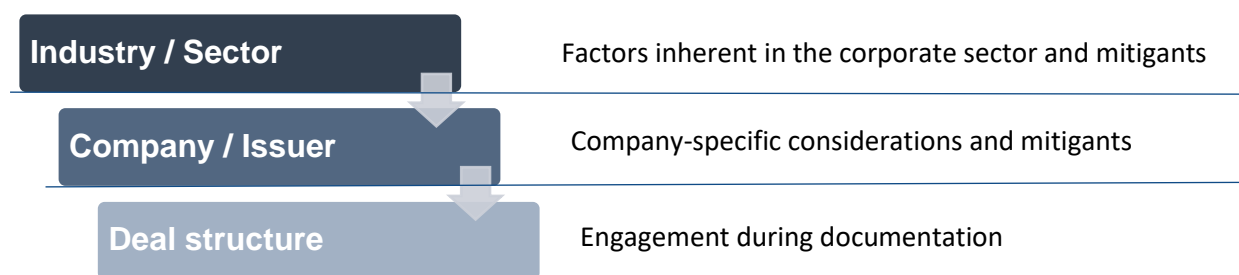 Industry / Sector
Factors inherent in the corporate sector and mitigants
Company / Issuer
Company-specific considerations and mitigants
Deal structure
Engagement during documentation